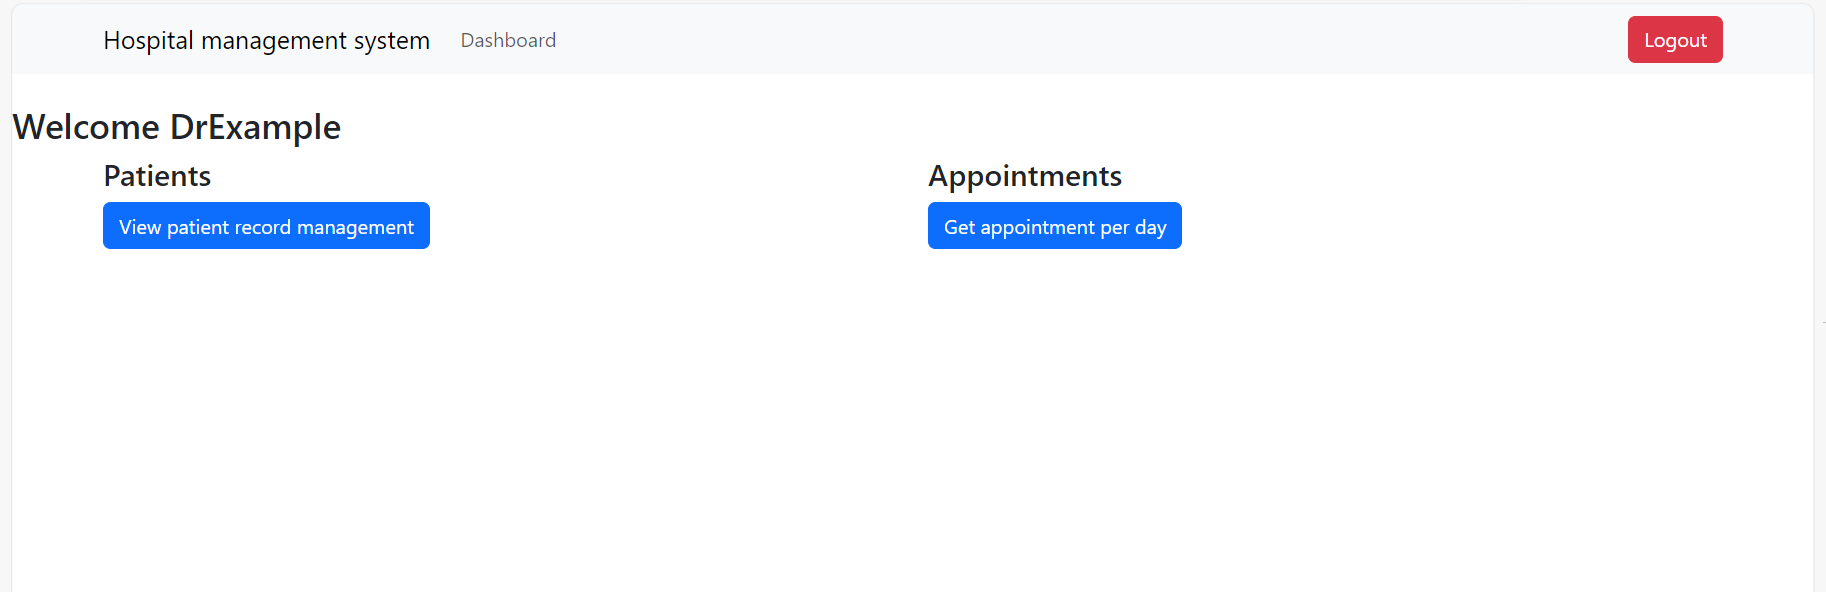 Hospital management system Dashboard Logout
Welcome DrExample
Patients Appointments
View patient record management Get appointment per day